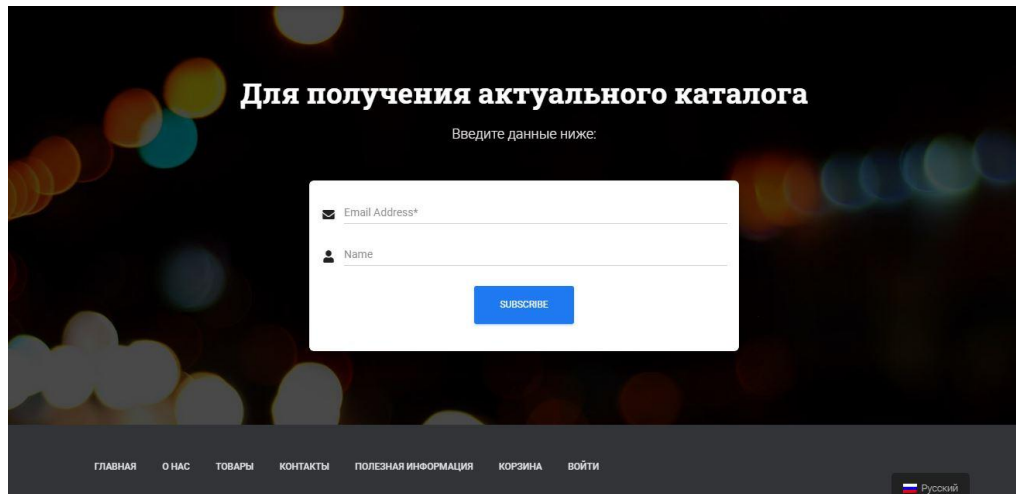 Для получения актуального каталога
Введите данные ниже:
Email Address*
Name
SUBSCRIBE
ГЛАВНАЯ О НАС ТОВАРЫ КОНТАКТЫ ПОЛЕЗНАЯ ИНФОРМАЦИЯ КОРЗИНА ВОЙТИ
Русский